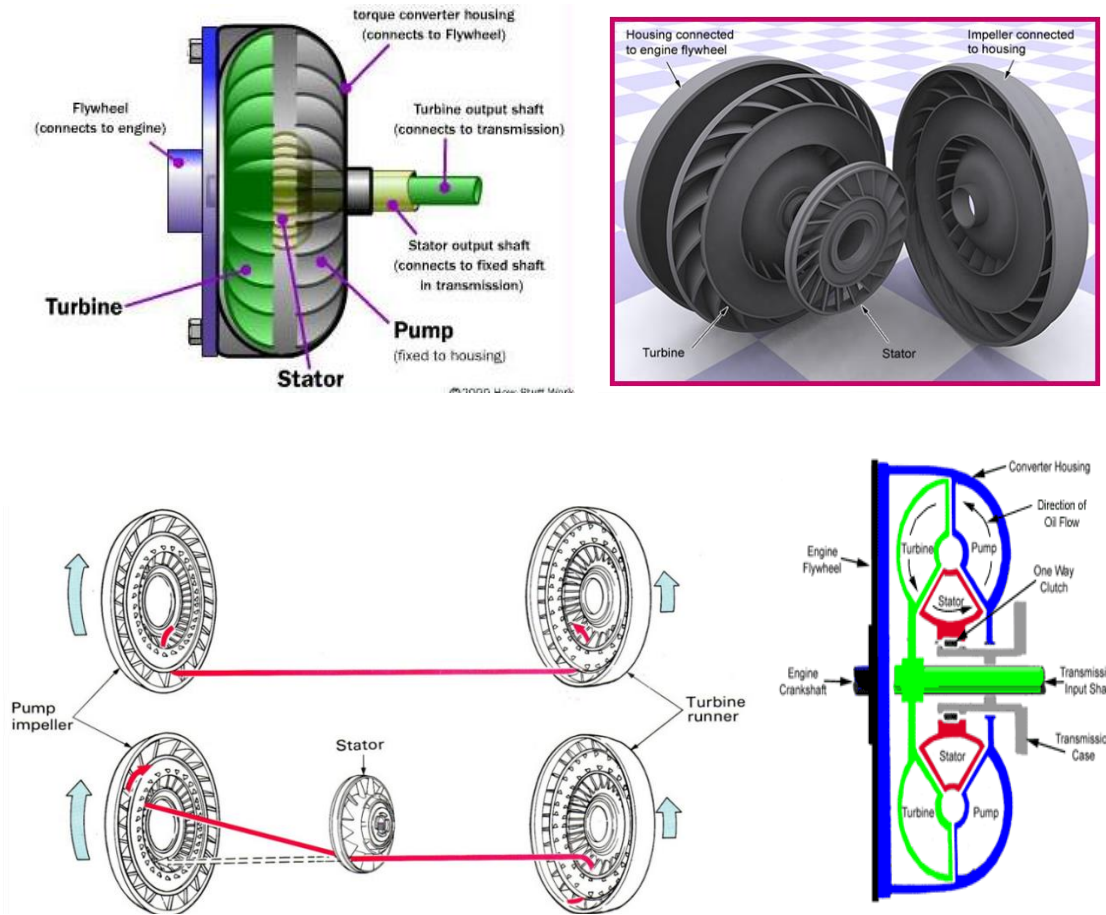 torque converter housing
(connects to Flywheel)
Flywheel
(connects to engine)
Turbine output shaft
(connects to transmission)
Stator output shaft
(connects to fixed shaft
in transmission)
Turbine
Pump
(fixed to housing)
Stator
Housing connected
to engine flywheel
Impeller connected
to housing
Turbine
Stator
Pump
impeller
Turbine
runner
Stator
Converter Housing
Direction of
Oil Flow
Turbine
Pump
Engine
Flywheel
One Way
Clutch
Stator
Engine
Crankshaft
Input
Case
Stator
Turbine
Pump